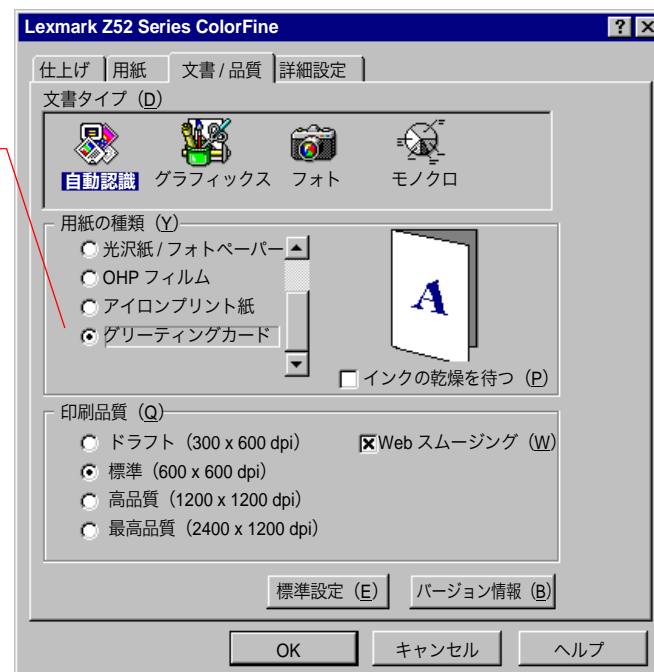 Lexmark Z52 Series ColorFine
仕上げ 用紙 文書 / 品質 詳細設定
文書タイプ (D)
自動認識 グラフィックス フォト モノクロ
用紙の種類 (Y)
光沢紙 / フォトペーパー
OHP フィルム
アイロンプリント紙
グリーティングカード
A
インクの乾燥を待つ (P)
印刷品質 (Q)
ドラフト (300 x 600 dpi) Web スムージング (W)
標準 (600 x 600 dpi)
高品質 (1200 x 1200 dpi)
最高品質 (2400 x 1200 dpi)
標準設定 (E) バージョン情報 (B)
OK キャンセル ヘルプ